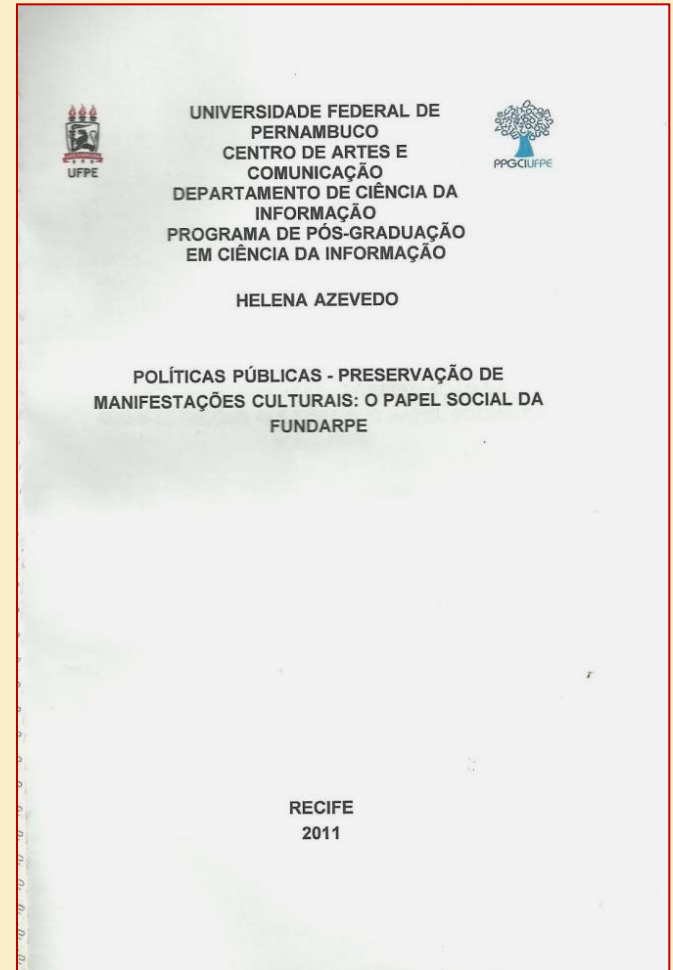 UNIVERSIDADE FEDERAL DE
PERNAMBUCO
CENTRO DE ARTES E
COMUNICAÇÃO
DEPARTAMENTO DE CIÊNCIA DA
INFORMAÇÃO
PROGRAMA DE PÓS-GRADUAÇÃO
EM CIÊNCIA DA INFORMAÇÃO
UFPE
PPGCIUFPE
HELENA AZEVEDO
POLÍTICAS PÚBLICAS - PRESERVAÇÃO DE
MANIFESTAÇÕES CULTURAIS: O PAPEL SOCIAL DA
FUNDARPE
RECIFE
2011